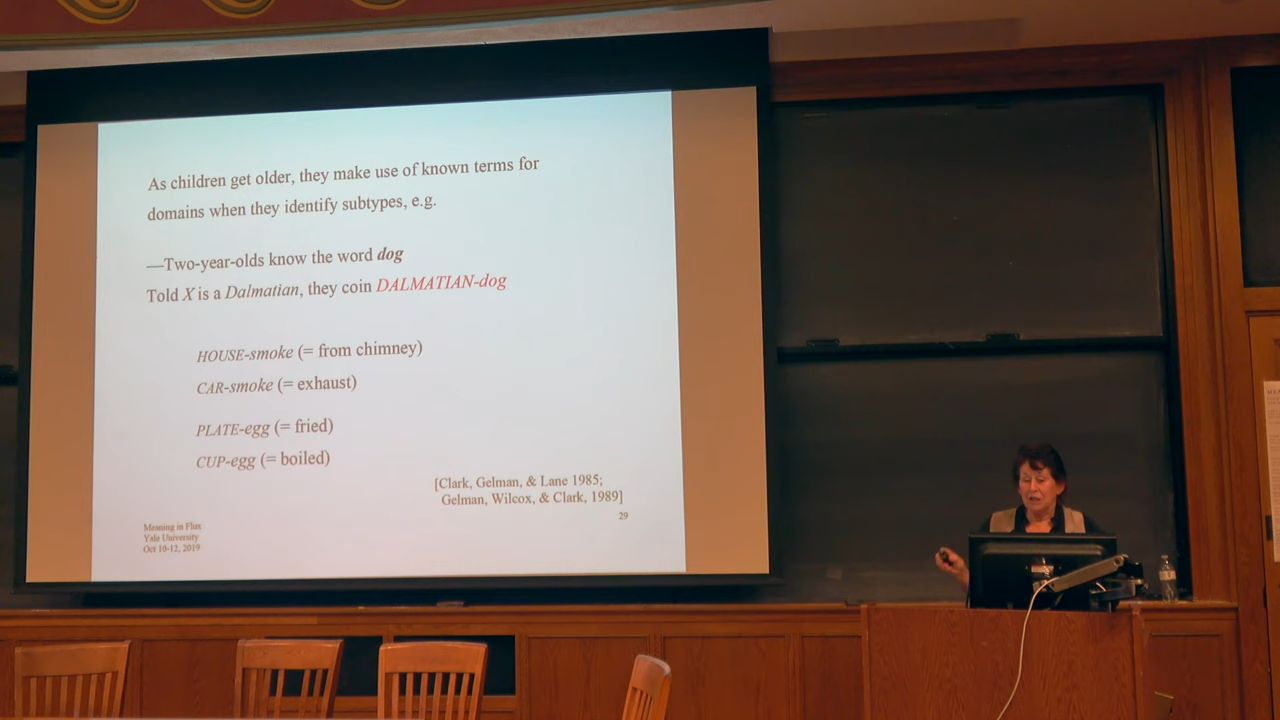 As children get older, they make use of known terms for
domains when they identify subtypes, e.g.
—Two-year-olds know the word dog
Told X is a Dalmatian, they coin DALMATIAN-dog
HOUSE-smoke (= from chimney)
CAR-smoke (= exhaust)
PLATE-egg (= fried)
CUP-egg (= boiled)
[Clark, Gelman, & Lane 1985;
Gelman, Wilcox, & Clark, 1989]
29
Meaning in Flux
Yale University
Oct 10-12, 2019